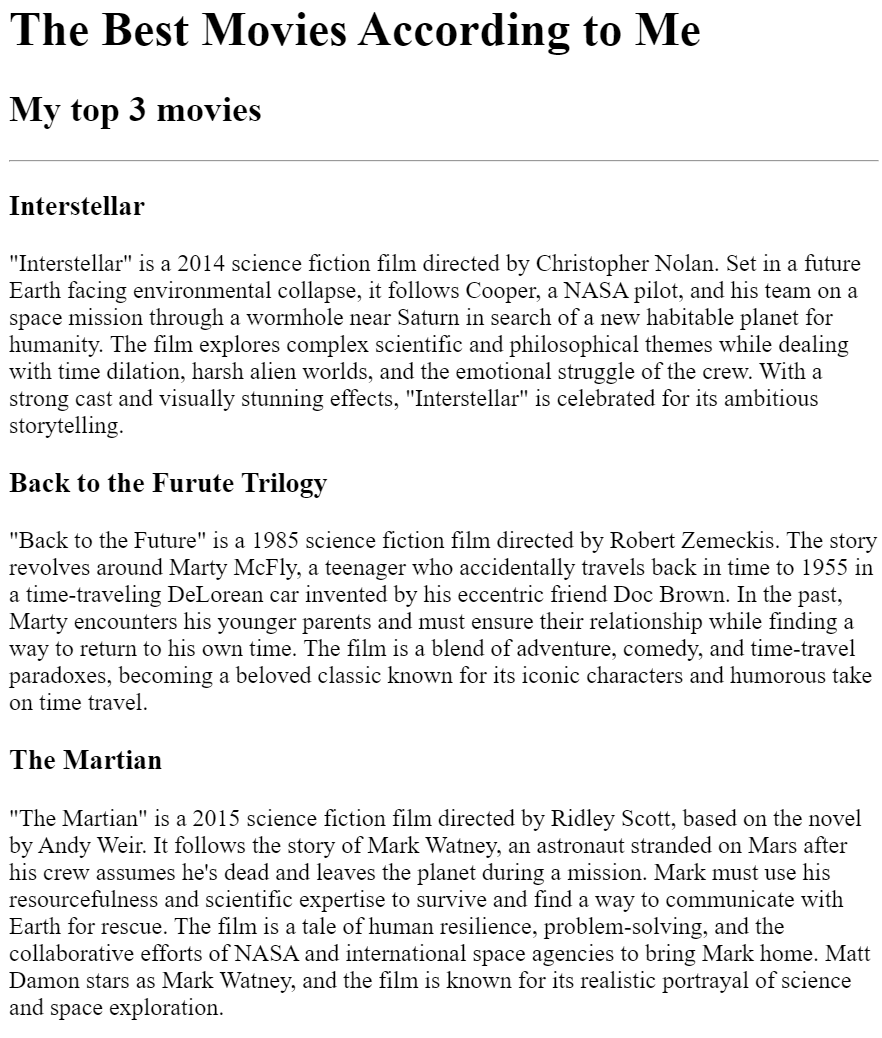 The Best Movies According to Me
My top 3 movies
Interstellar
"Interstellar" is a 2014 science fiction film directed by Christopher Nolan. Set in a future
Earth facing environmental collapse, it follows Cooper, a NASA pilot, and his team on a
space mission through a wormhole near Saturn in search of a new habitable planet for
humanity. The film explores complex scientific and philosophical themes while dealing
with time dilation, harsh alien worlds, and the emotional struggle of the crew. With a
strong cast and visually stunning effects, "Interstellar" is celebrated for its ambitious
storytelling.
Back to the Furute Trilogy
"Back to the Future" is a 1985 science fiction film directed by Robert Zemeckis. The story
revolves around Marty McFly, a teenager who accidentally travels back in time to 1955 in
a time-traveling DeLorean car invented by his eccentric friend Doc Brown. In the past,
Marty encounters his younger parents and must ensure their relationship while finding a
way to return to his own time. The film is a blend of adventure, comedy, and time-travel
paradoxes, becoming a beloved classic known for its iconic characters and humorous take
on time travel.
The Martian
"The Martian" is a 2015 science fiction film directed by Ridley Scott, based on the novel
by Andy Weir. It follows the story of Mark Watney, an astronaut stranded on Mars after
his crew assumes he's dead and leaves the planet during a mission. Mark must use his
resourcefulness and scientific expertise to survive and find a way to communicate with
Earth for rescue. The film is a tale of human resilience, problem-solving, and the
collaborative efforts of NASA and international space agencies to bring Mark home. Matt
Damon stars as Mark Watney, and the film is known for its realistic portrayal of science
and space exploration.